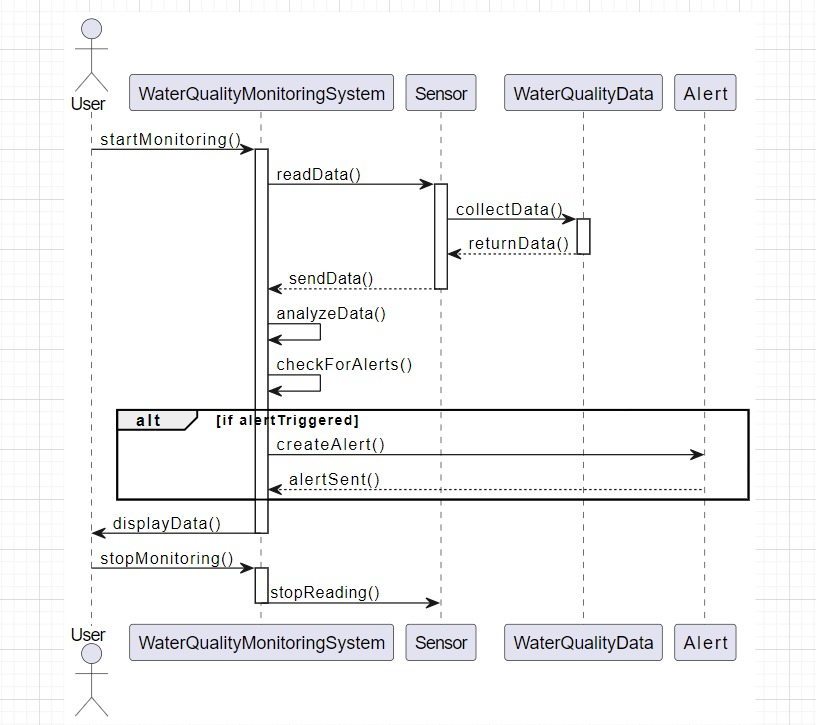 User
WaterQualityMonitoringSystem
Sensor
WaterQualityData
Alert
startMonitoring()
readData()
collectData()
returnData()
sendData()
analyzeData()
checkForAlerts()
alt
[if alertTriggered]
createAlert()
alertSent()
displayData()
stopMonitoring()
stopReading()
User
WaterQualityMonitoringSystem
Sensor
WaterQualityData
Alert